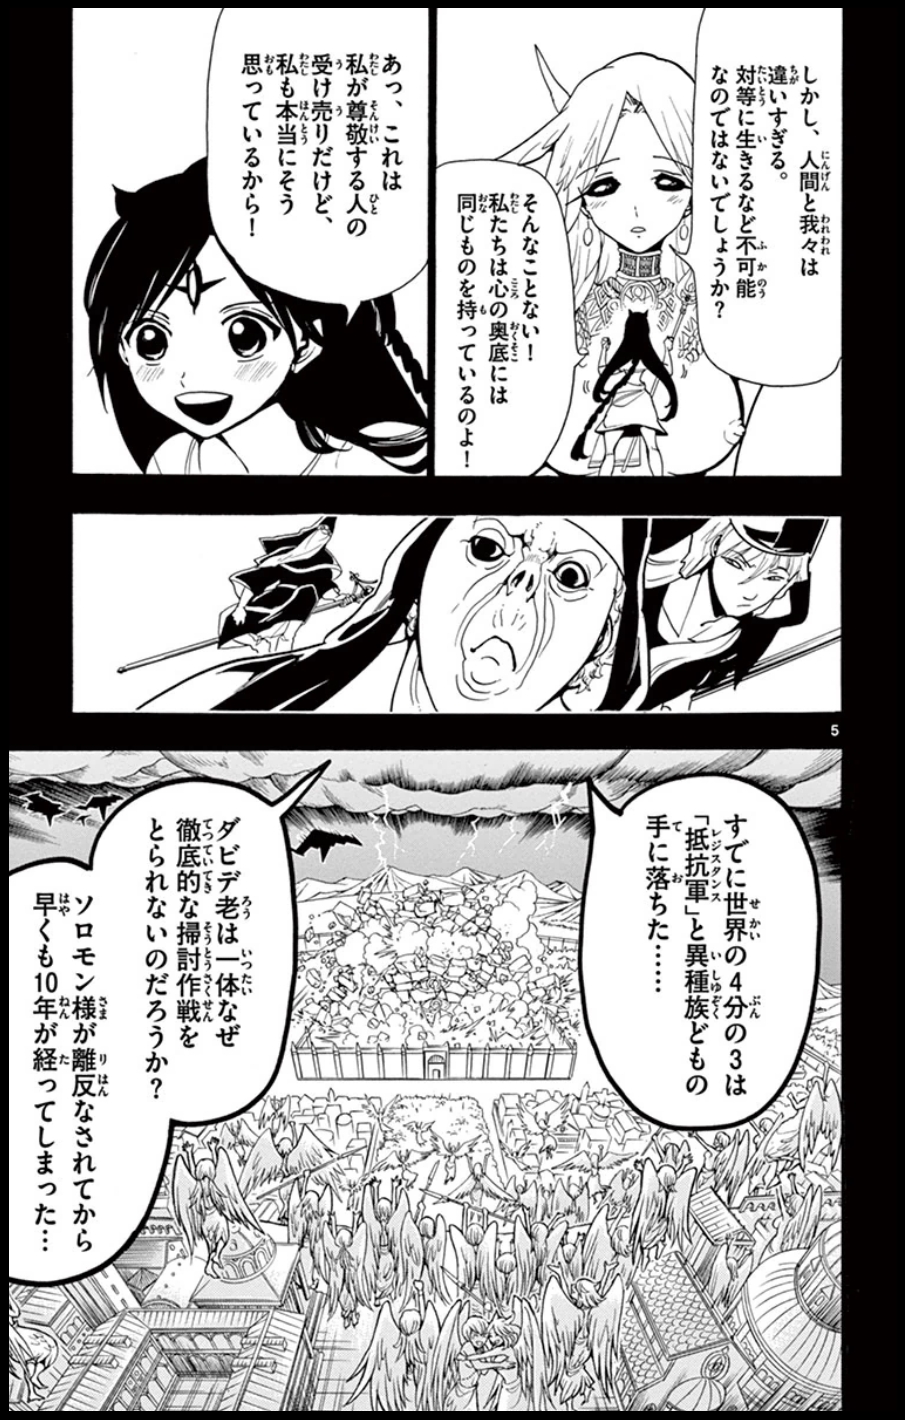 しかし、人間と我々は
違いすぎる。
対等に生きるなど不可能
なのではないでしょうか?
そんなことない!
私たちは心の奥底には
同じものを持っているのよ!
あっ、これは
私が尊敬する人の
受け売りだけど、
私も本当にそう
思っているから!
5
すでに世界の4分の3は
「抵抗軍」と異種族どもの
手に落ちた……
ダビデ老は一体なぜ
徹底的な掃討作戦を
とられないのだろうか?
ソロモン様が離反なされてから
早くも10年が経ってしまった…